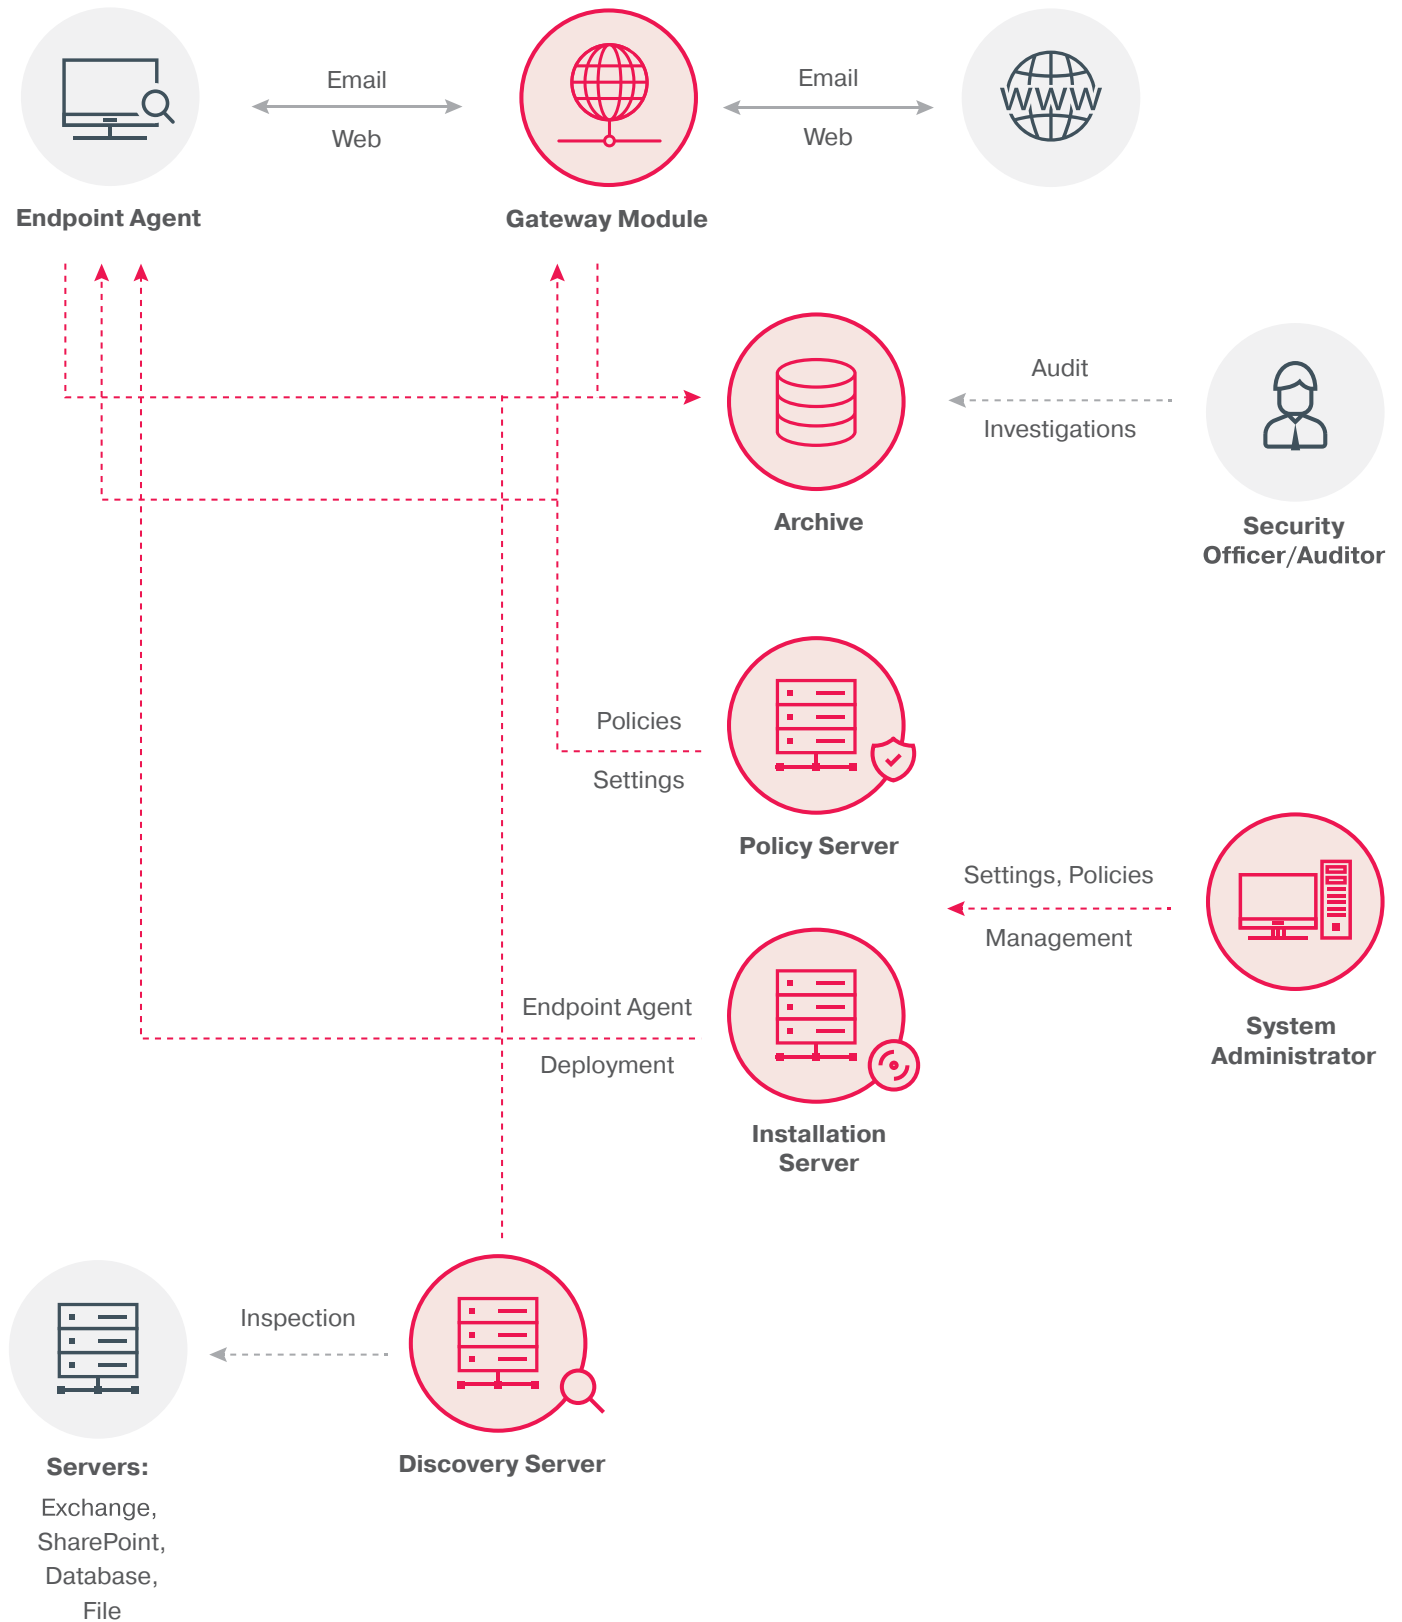 Email
Web
Email
Web
WWW
Endpoint Agent
Gateway Module
Audit
Investigations
Archive
Security
Officer/Auditor
Policies
Settings
Policy Server
Settings, Policies
Management
Endpoint Agent
Deployment
System
Administrator
Installation
Server
Inspection
Servers:
Discovery Server
Exchange,
SharePoint,
Database,
File